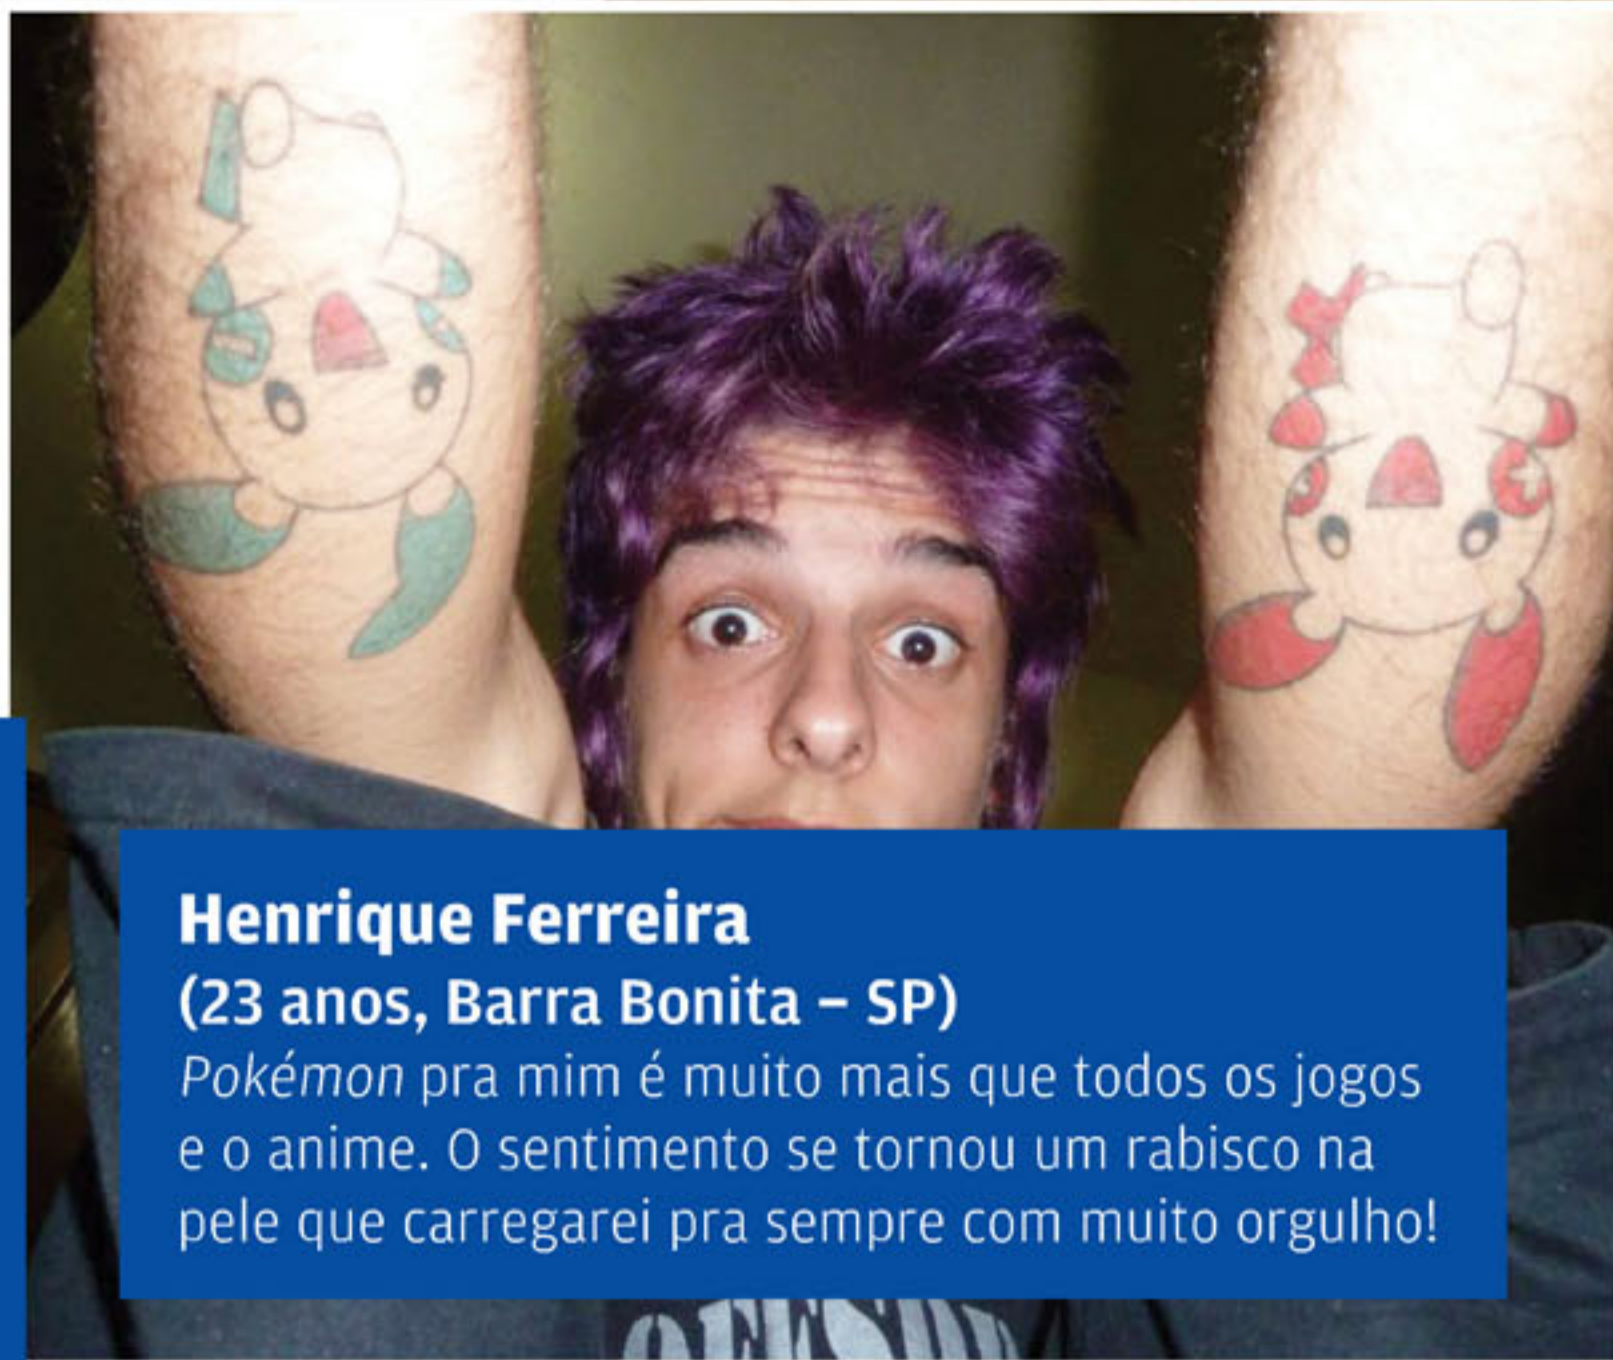 Henrique Ferreira
(23 anos, Barra Bonita – SP)
Pokémon pra mim é muito mais que todos os jogos
e o anime. O sentimento se tornou um rabisco na
pele que carregarei pra sempre com muito orgulho!